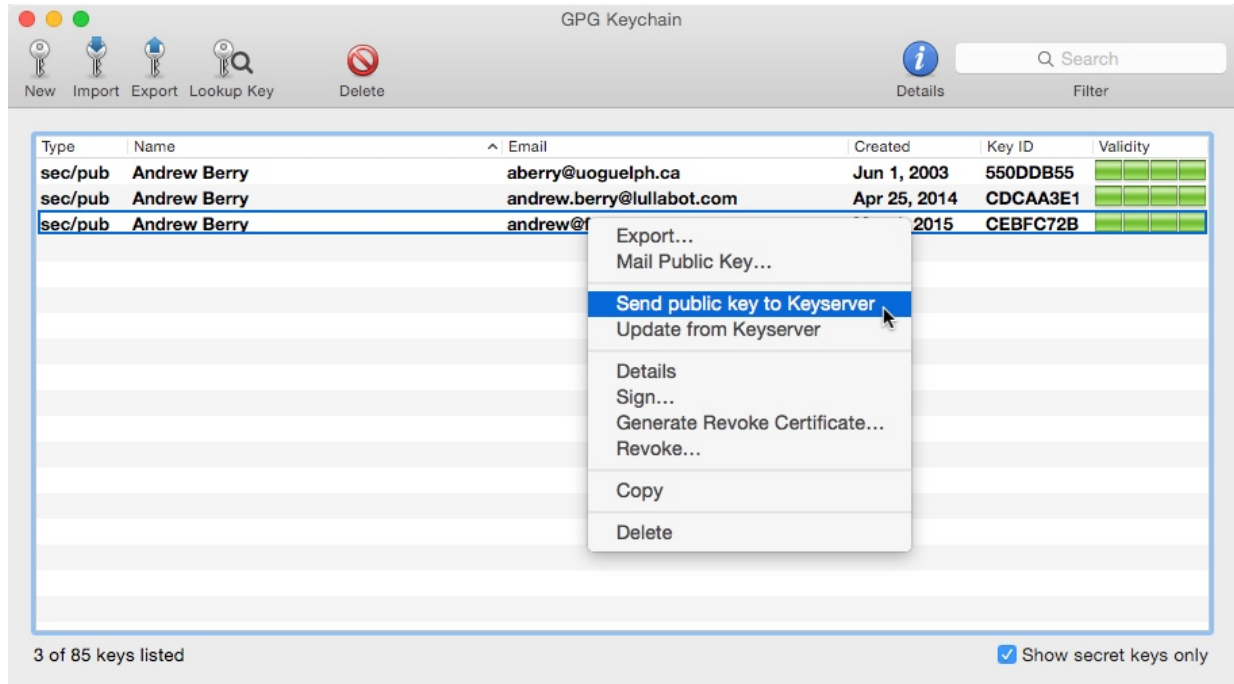 GPG Keychain
New Import Export Lookup Key Delete Details Search Filter
Type Name Email Created Key ID Validity
sec/pub Andrew Berry aberry@uoguelph.ca Jun 1, 2003 550DDB55
sec/pub Andrew Berry andrew.berry@lullabot.com Apr 25, 2014 CDCAA3E1
sec/pub Andrew Berry 2015 CEBFC72B
Export...
Mail Public Key...
Send public key to Keyserver
Update from Keyserver
Details
Sign...
Generate Revoke Certificate...
Revoke...
Copy
Delete
3 of 85 keys listed Show secret keys only